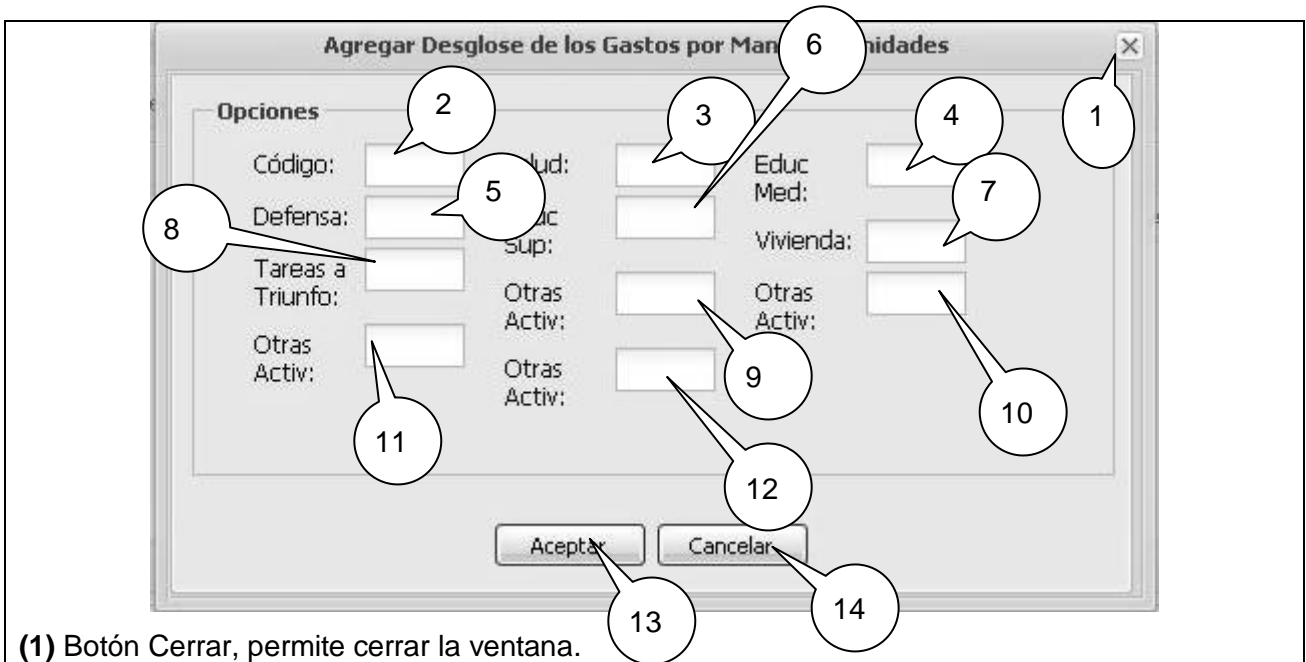 Agregar Desglose de los Gastos por
6
1
Opciones
2
3
4
Código:
Educ Med:
5
7
Defensa:
8
Sup:
Vivienda:
Tareas a Triunfo:
Otras Activ:
Otras Activ:
Otras Activ:
Otras Activ:
9
10
11
12
Aceptar
Cancelar
13
14
(1) Botón Cerrar, permite cerrar la ventana.